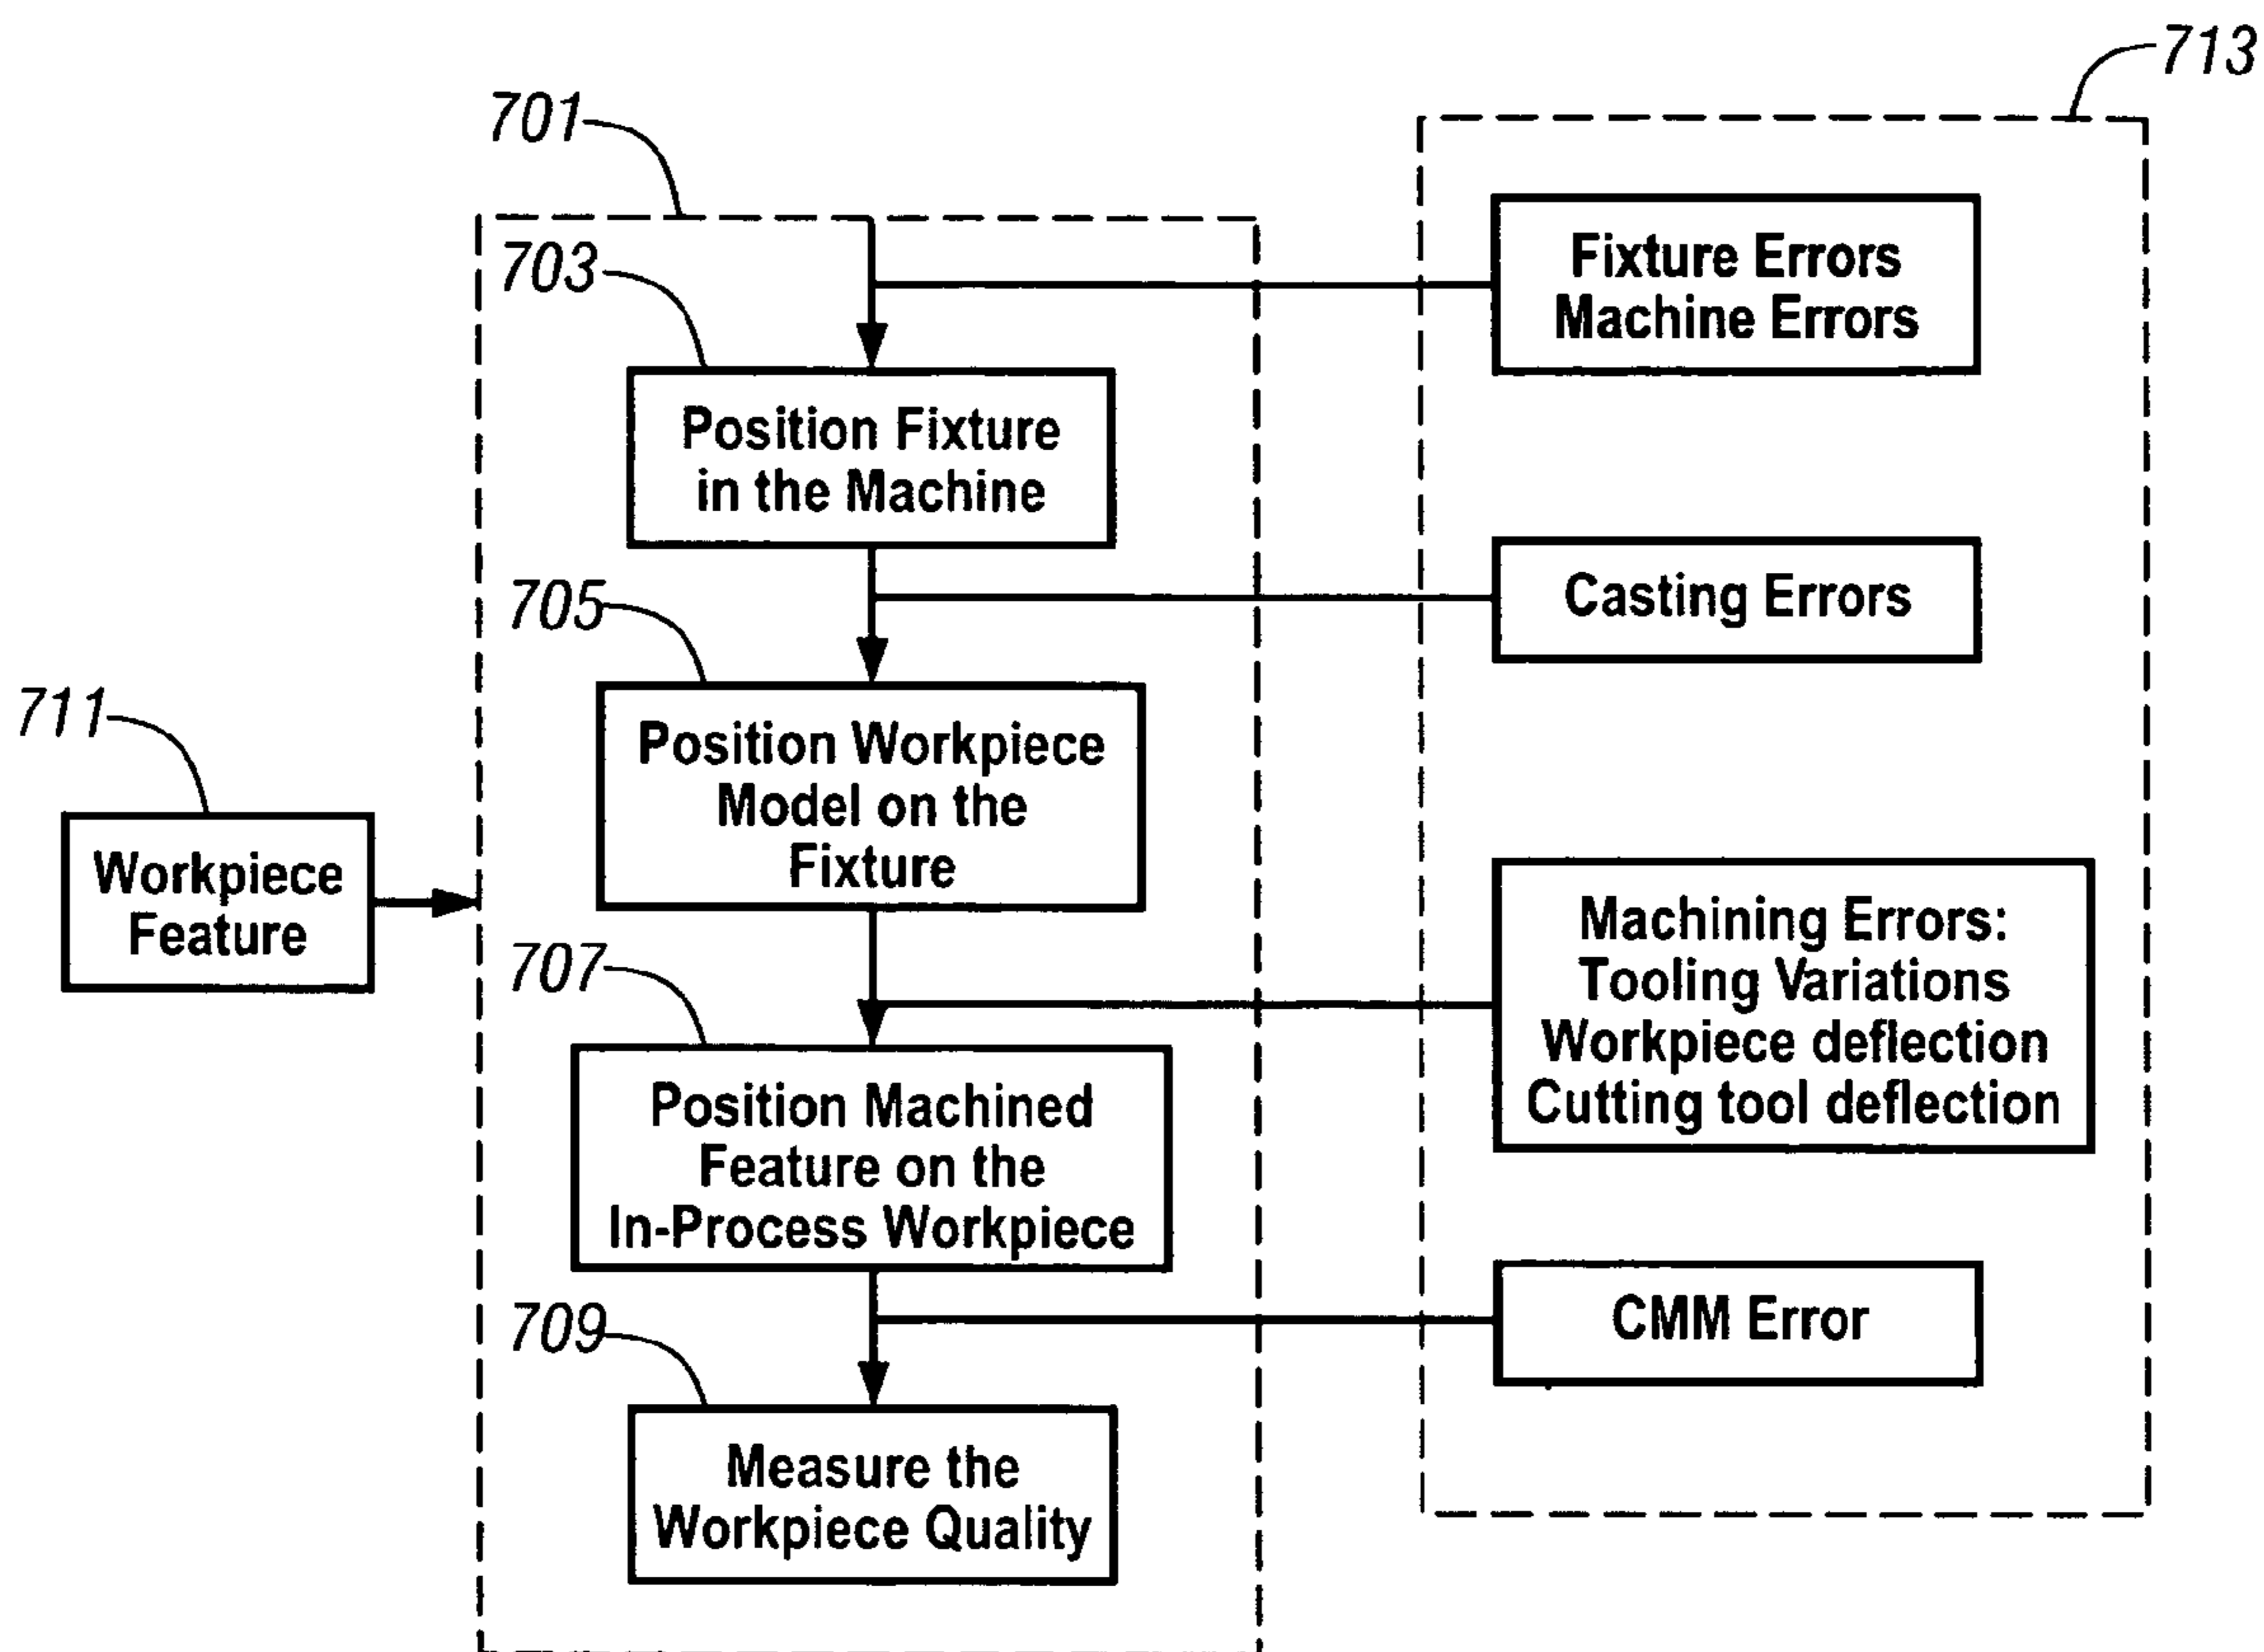 713
701
703
Fixture Errors
Machine Errors
Position Fixture
in the Machine
705
Casting Errors
711
Position Workpiece
Model on the
Fixture
Workpiece
Feature
707
Machining Errors:
Tooling Variations
Workpiece deflection
Cutting tool deflection
Position Machined
Feature on the
In-Process Workpiece
709
CMM Error
Measure the
Workpiece Quality